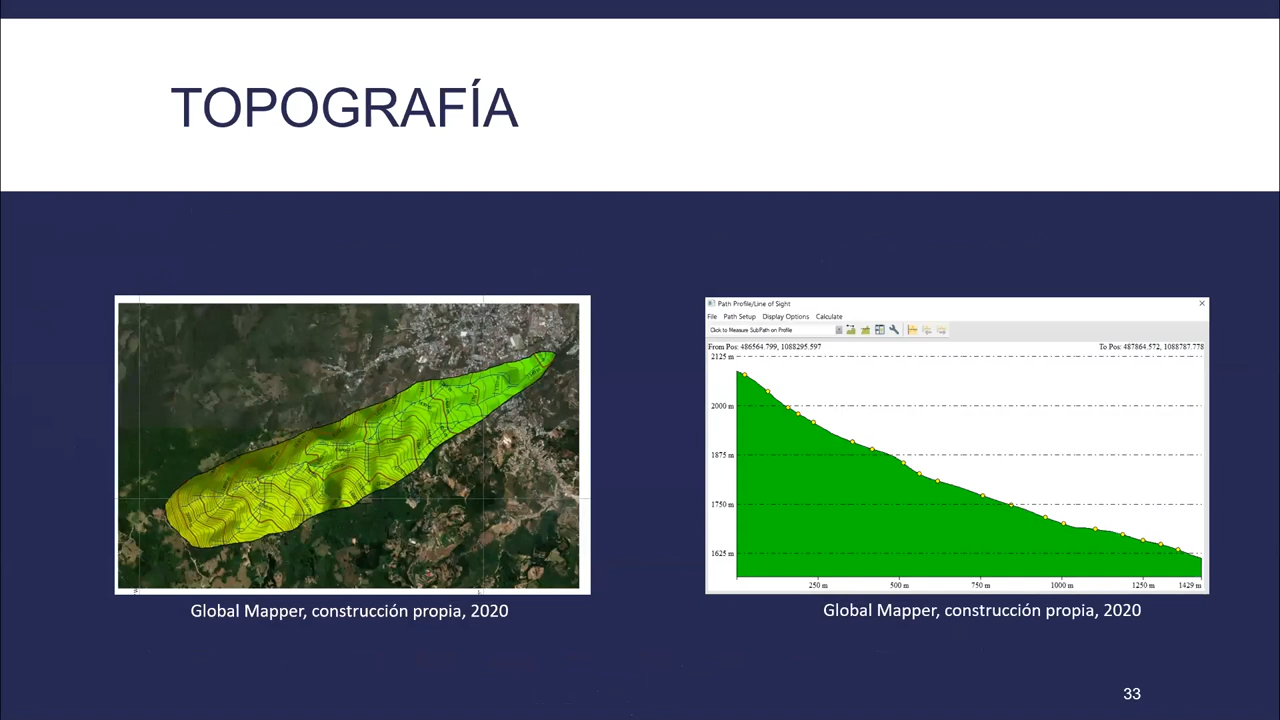 TOPOGRAFÍA
Path Profile/Line of Sight
File Path Setup Display Options Calculate
Click to Measure SubPath on Profile
From Pos: 486564.799, 1088295.597
To Pos: 487864.572, 1088787.778
2125 m
2000 m
1875 m
1750 m
1625 m
250 m 500 m 750 m 1000 m 1250 m 1429 m
Global Mapper, construcción propia, 2020
Global Mapper, construcción propia, 2020
33